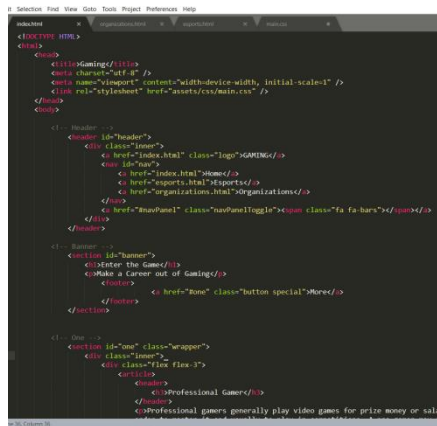 Selection Find View Goto Tools Project Preferences Help
index.html × organizations.html × esports.html × main.css ×
<!DOCTYPE HTML>
<html>
<head>
<title>Gaming</title>
<meta charset="utf-8" />
<meta name="viewport" content="width=device-width, initial-scale=1" />
<link rel="stylesheet" href="assets/css/main.css" />
</head>
<body>
<!-- Header -->
<header id="header">
<div class="inner">
<a href="index.html" class="logo">GAMING</a>
<nav id="nav">
<a href="index.html">Home</a>
<a href="esports.html">Esports</a>
<a href="organizations.html">Organizations</a>
</nav>
<a href="#navPanel" class="navPanelToggle"><span class="fa fa-bars"></span></a>
</div>
</header>
<!-- Banner -->
<section id="banner">
<h1>Enter the Game</h1>
<p>Make a Career out of Gaming</p>
<footer>
<a href="#one" class="button special">More</a>
</footer>
</section>
<!-- One -->
<section id="one" class="wrapper">
<div class="inner">
<div class="flex flex-3">
<article>
<header>
<h3>Professional Gamer</h3>
</header>
<p>Professional gamers generally play video games for prize money or sala
36, Column 36